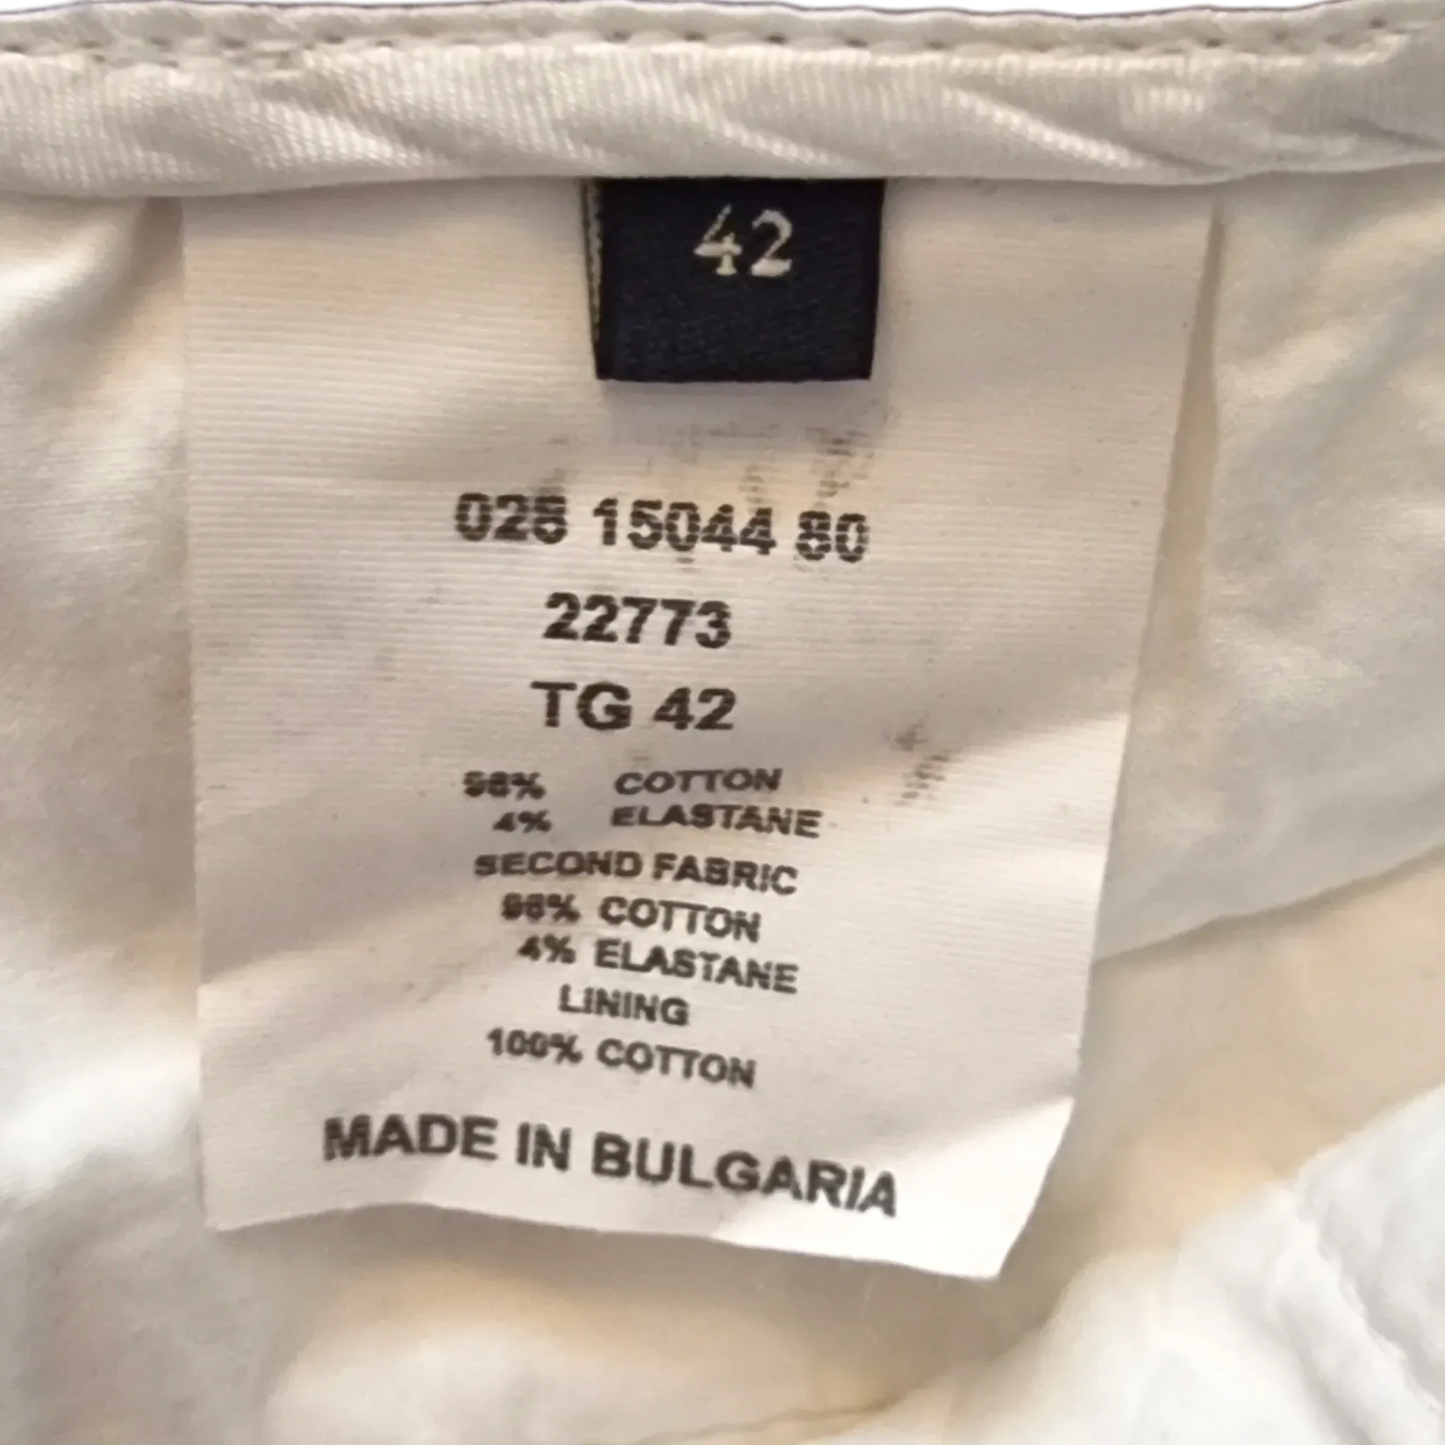 42
028 15044 80
22773
TG 42
96% COTTON
4% ELASTANE
SECOND FABRIC
96% COTTON
4% ELASTANE
LINING
100% COTTON
MADE IN BULGARIA